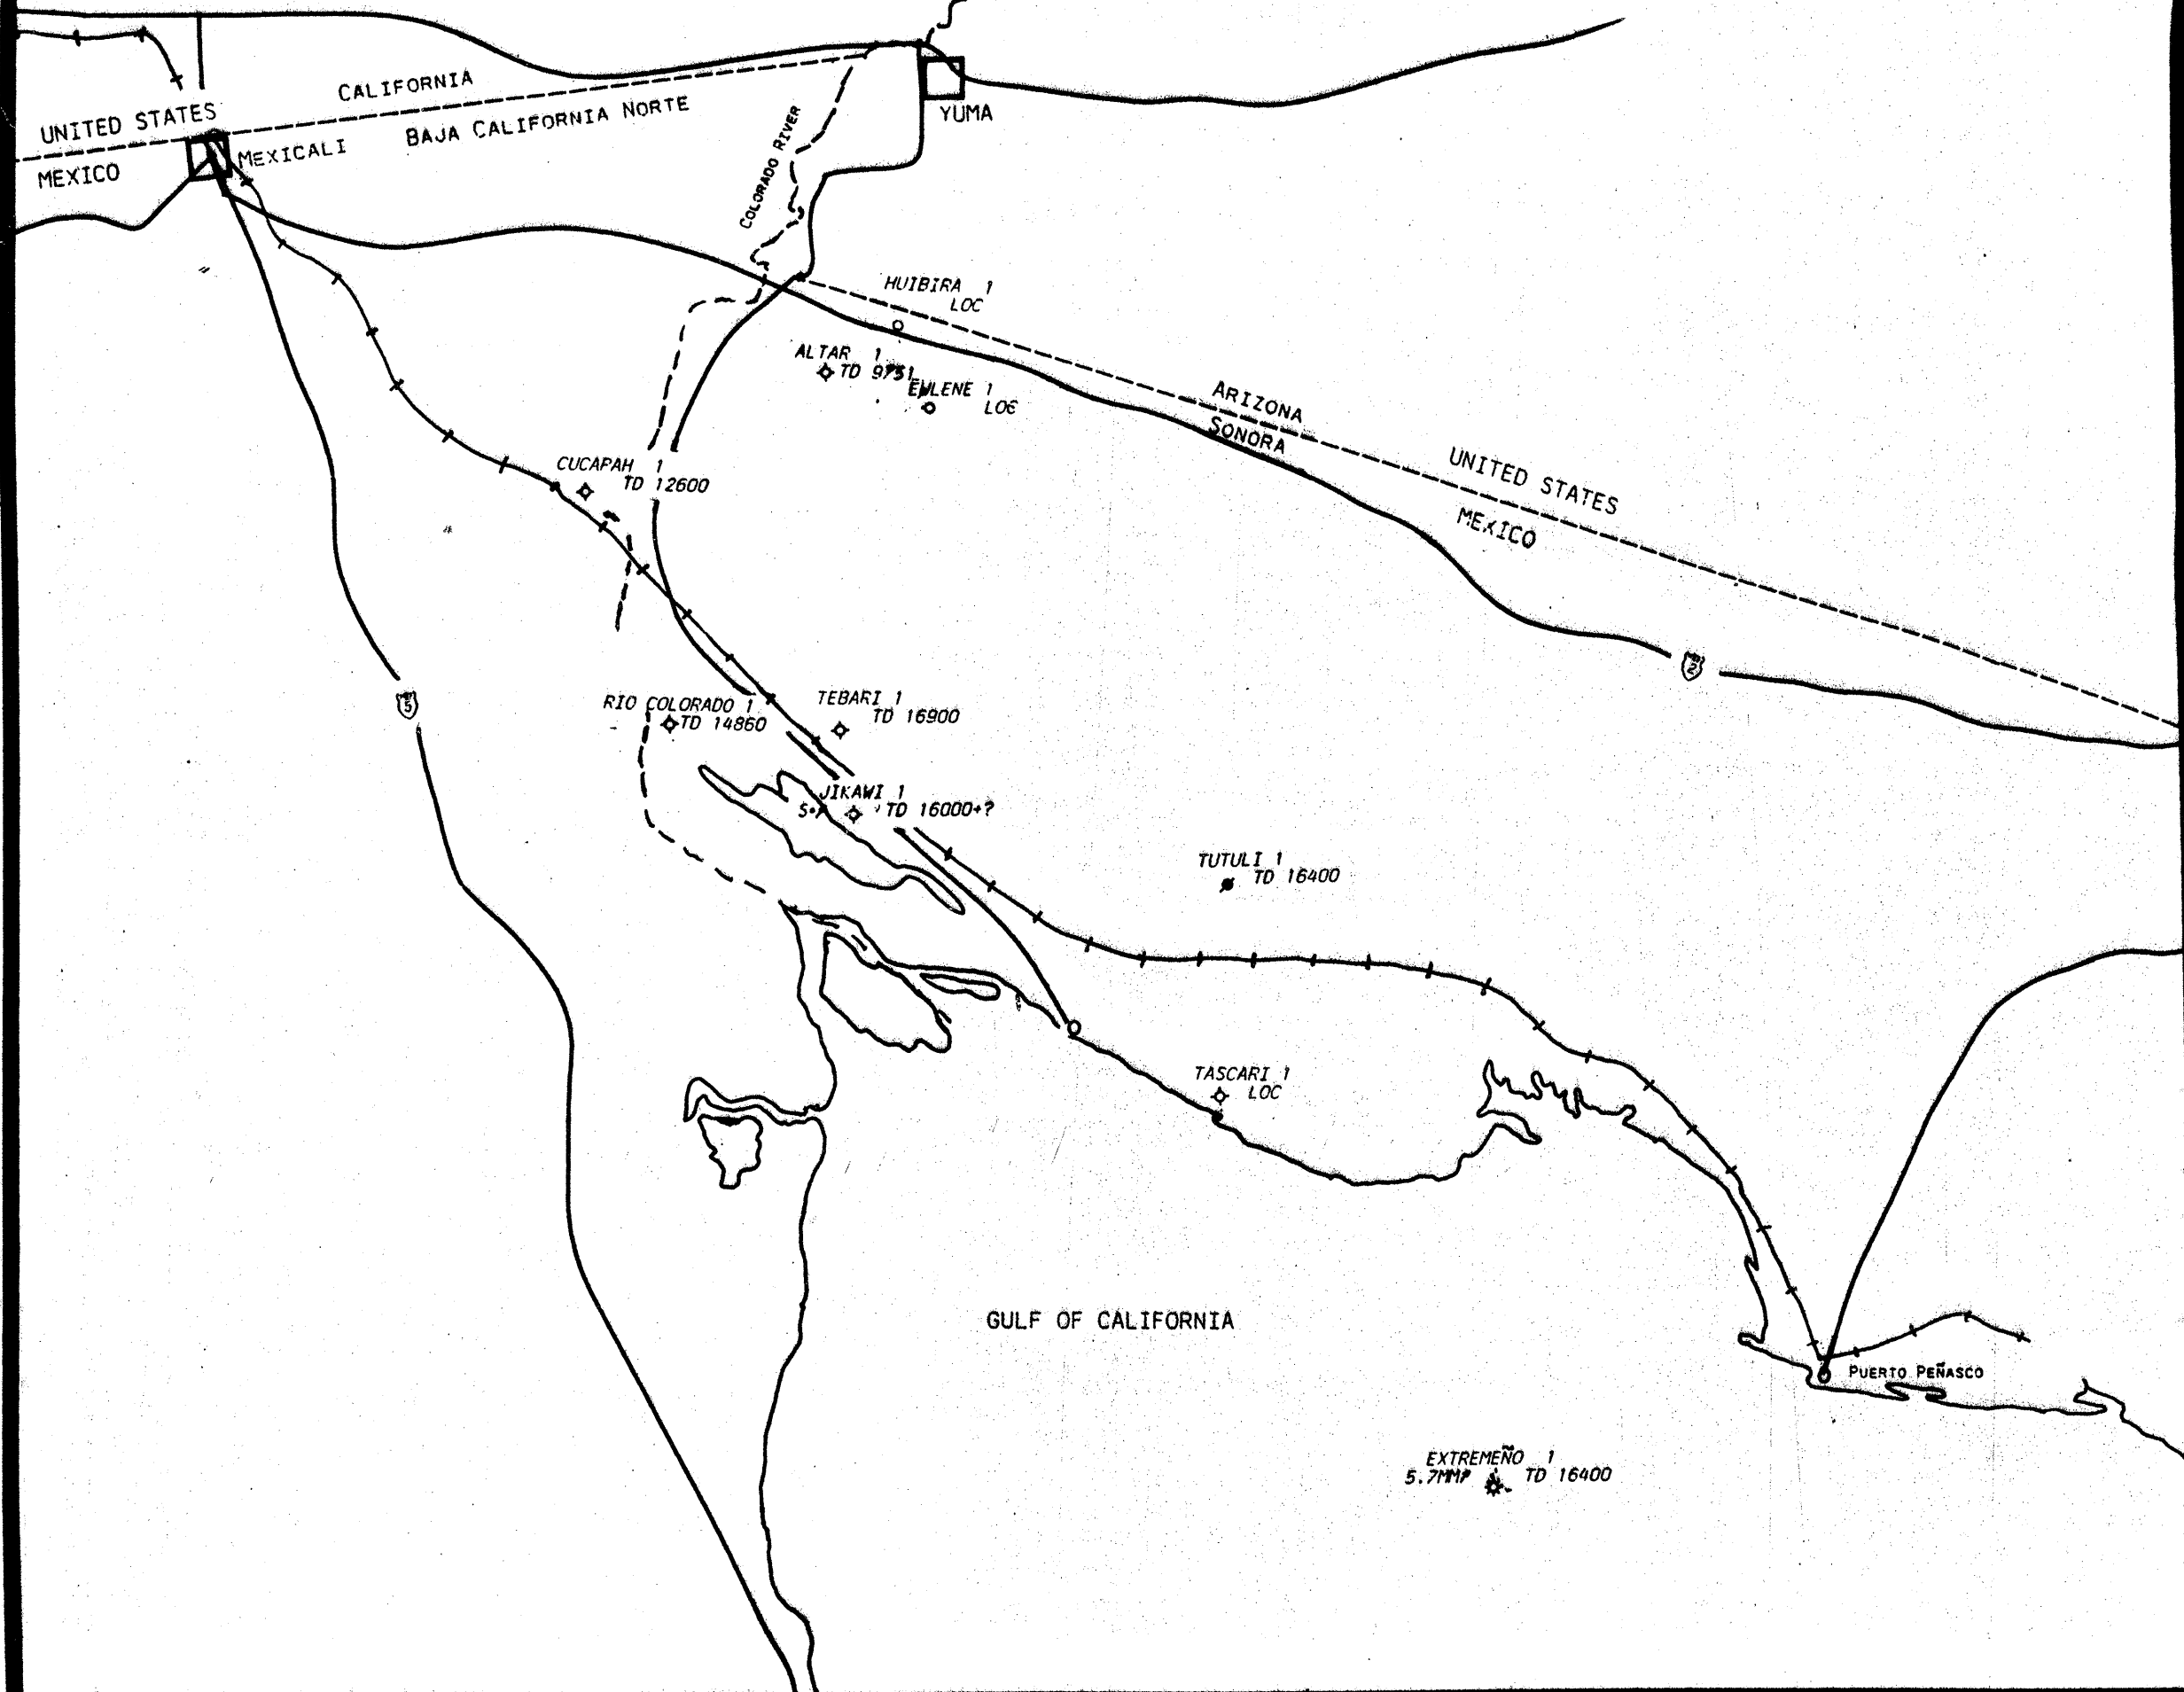 CALIFORNIA
UNITED STATES
BAJA CALIFORNIA NORTE
MEXICALI
MEXICO
YUMA
COLORADO RIVER
HUIBIRA 1
LOC
ALTAR 1
TD
1
LOC
ARIZONA
SONORA
UNITED STATES
MEXICO
CUCAPAH 1
TD 12600
2
5
RIO COLORADO 1
TD 14860
TEBARI 1
TD 16900
JIKAWI 1
TD 16000+?
TUTULI 1
TD 16400
TASCARI 1
LOC
GULF OF CALIFORNIA
PUERTO PEÑASCO
EXTREMEÑO 1
TD 16400